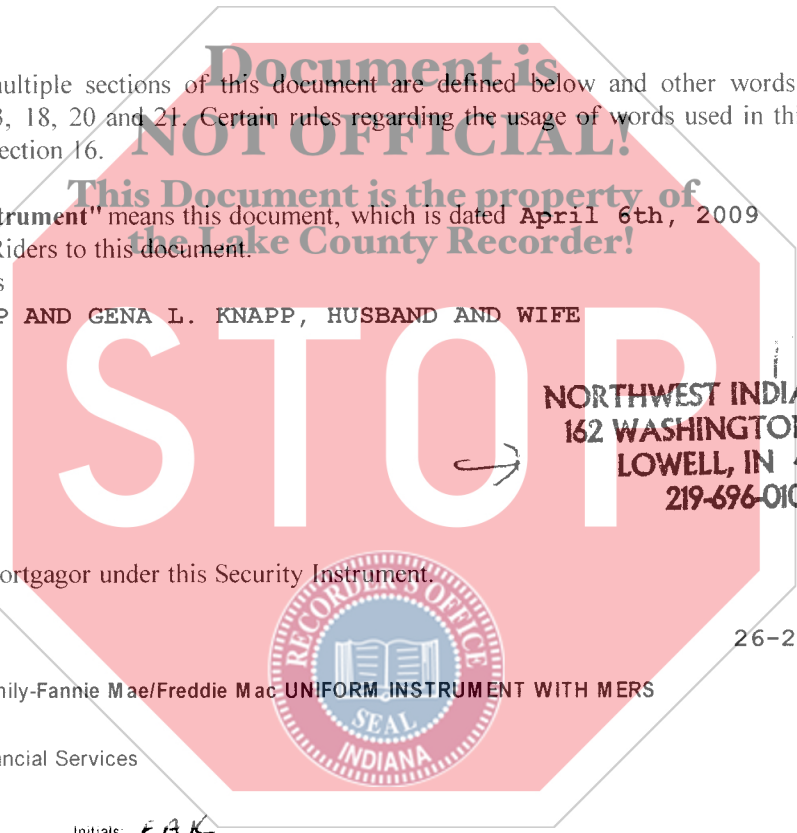 Document is
ultiple sections of this document are defined below and other words
3, 18, 20 and 21. Certain rules regarding the usage of words used in th
NOT OFFICIAL!
ection 16.
This Document is the property of
trument" means this document, which is dated April 6th, 2009
the Lake County Recorder!
Riders to this document.
s
P AND GENA L. KNAPP, HUSBAND AND WIFE
STOP
NORTHWEST INDIA
162 WASHINGTO
LOWELL, IN
219-696-010
ortgagor under this Security Instrument.
RECORDER'S OFFICE
SEAL
INDIANA
26-2
ily-Fannie Mae/Freddie Mac UNIFORM INSTRUMENT WITH MERS
ancial Services
Initials: EAK